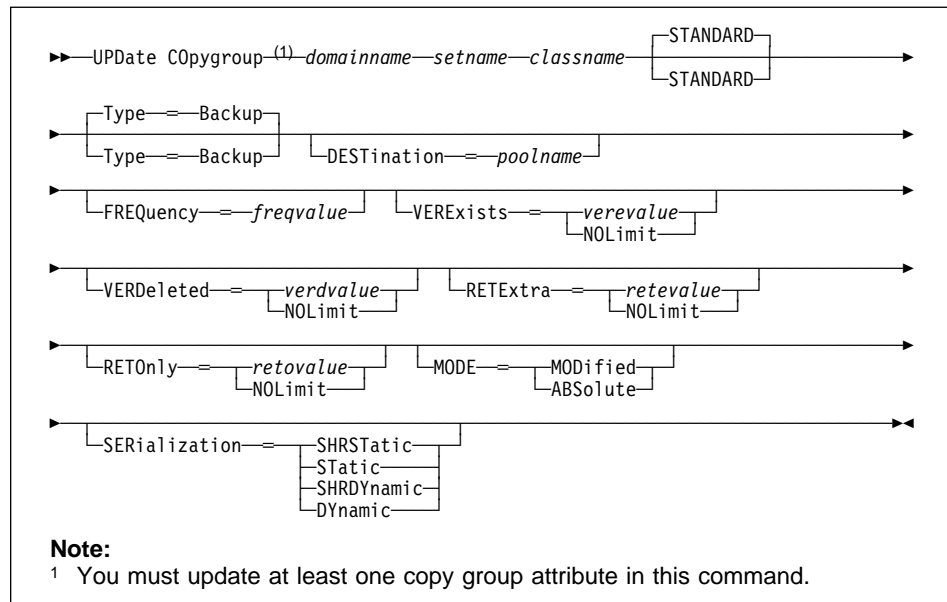 STANDARD
UPDate COpygroup (1) domainname setname classname
STANDARD
Type = Backup
Type = Backup DESTination = poolname
FREQuency = freqvalue VERExists = verevalue
NOLimit
VERDeleted = verdvalue RETExtra = retevalue
NOLimit NOLimit
RETOnly = retovalue MODE = MODified
NOLimit ABSolute
SERialization = SHRSTatic
STatic
SHRDYnamic
DYnamic
Note:
1 You must update at least one copy group attribute in this command.